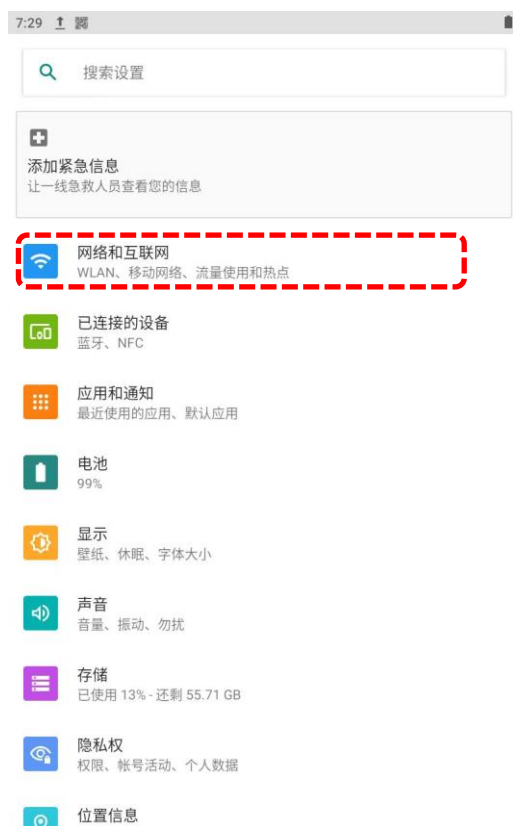 7:29
搜索设置
添加紧急信息
让一线急救人员查看您的信息
网络和互联网
WLAN、移动网络、流量使用和热点
已连接的设备
蓝牙、NFC
应用和通知
最近使用的应用、默认应用
电池
99%
显示
壁纸、休眠、字体大小
声音
音量、振动、勿扰
存储
已使用 13% - 还剩 55.71 GB
隐私权
权限、帐号活动、个人数据
位置信息